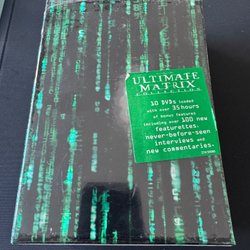 THE
ULTIMATE
MATRIX
COLLECTION
10 DVDs loaded
with over 35 hours
of bonus features
including over 100 new
featurettes,
never-before-seen
interviews and
new commentaries.